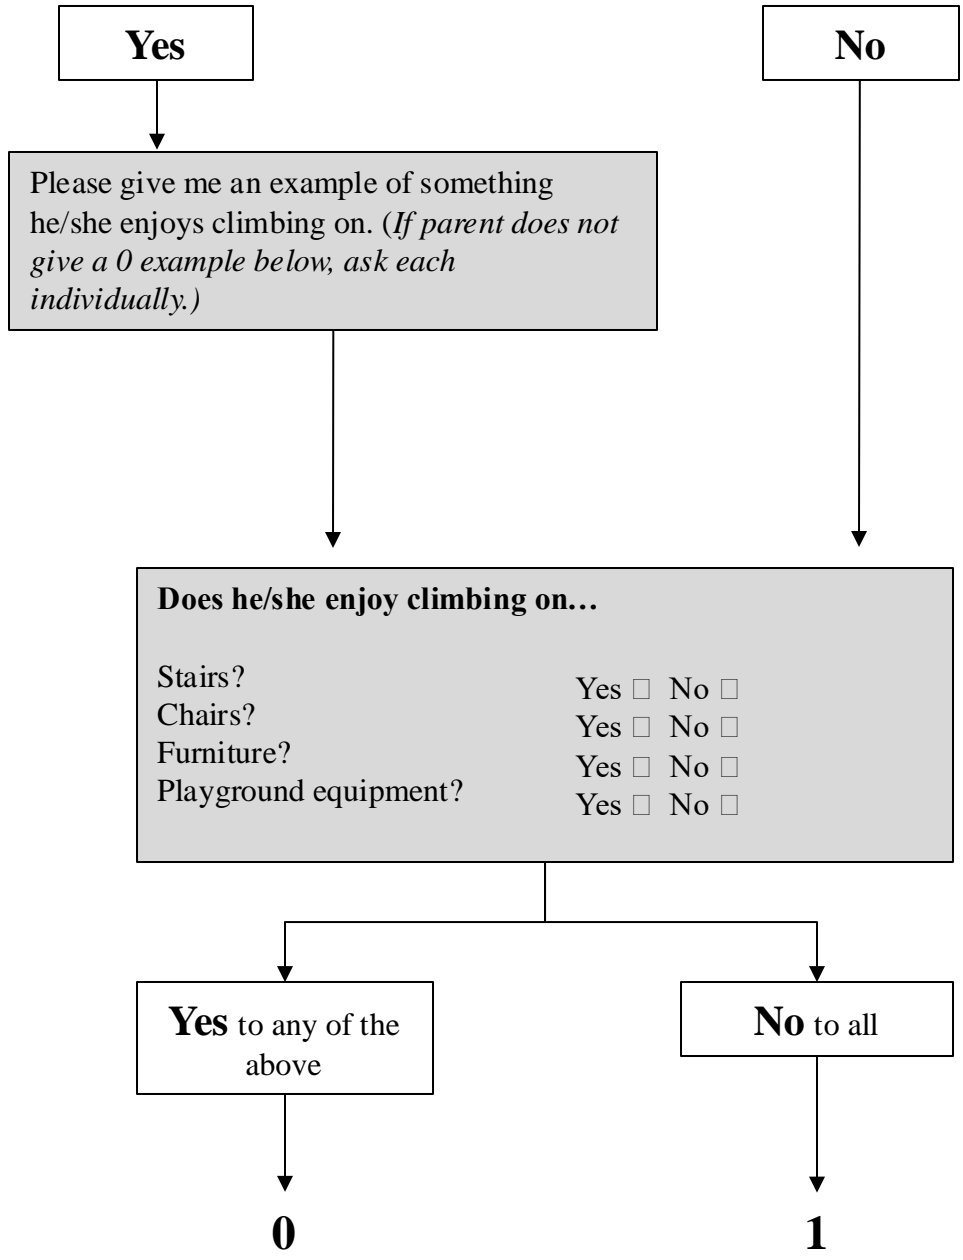 Yes
No
Please give me an example of something
he/she enjoys climbing on. (If parent does not
give a 0 example below, ask each
individually.)
Does he/she enjoy climbing on…
Stairs? Yes □ No □
Chairs? Yes □ No □
Furniture? Yes □ No □
Playground equipment? Yes □ No □
Yes to any of the
above
No to all
0
1